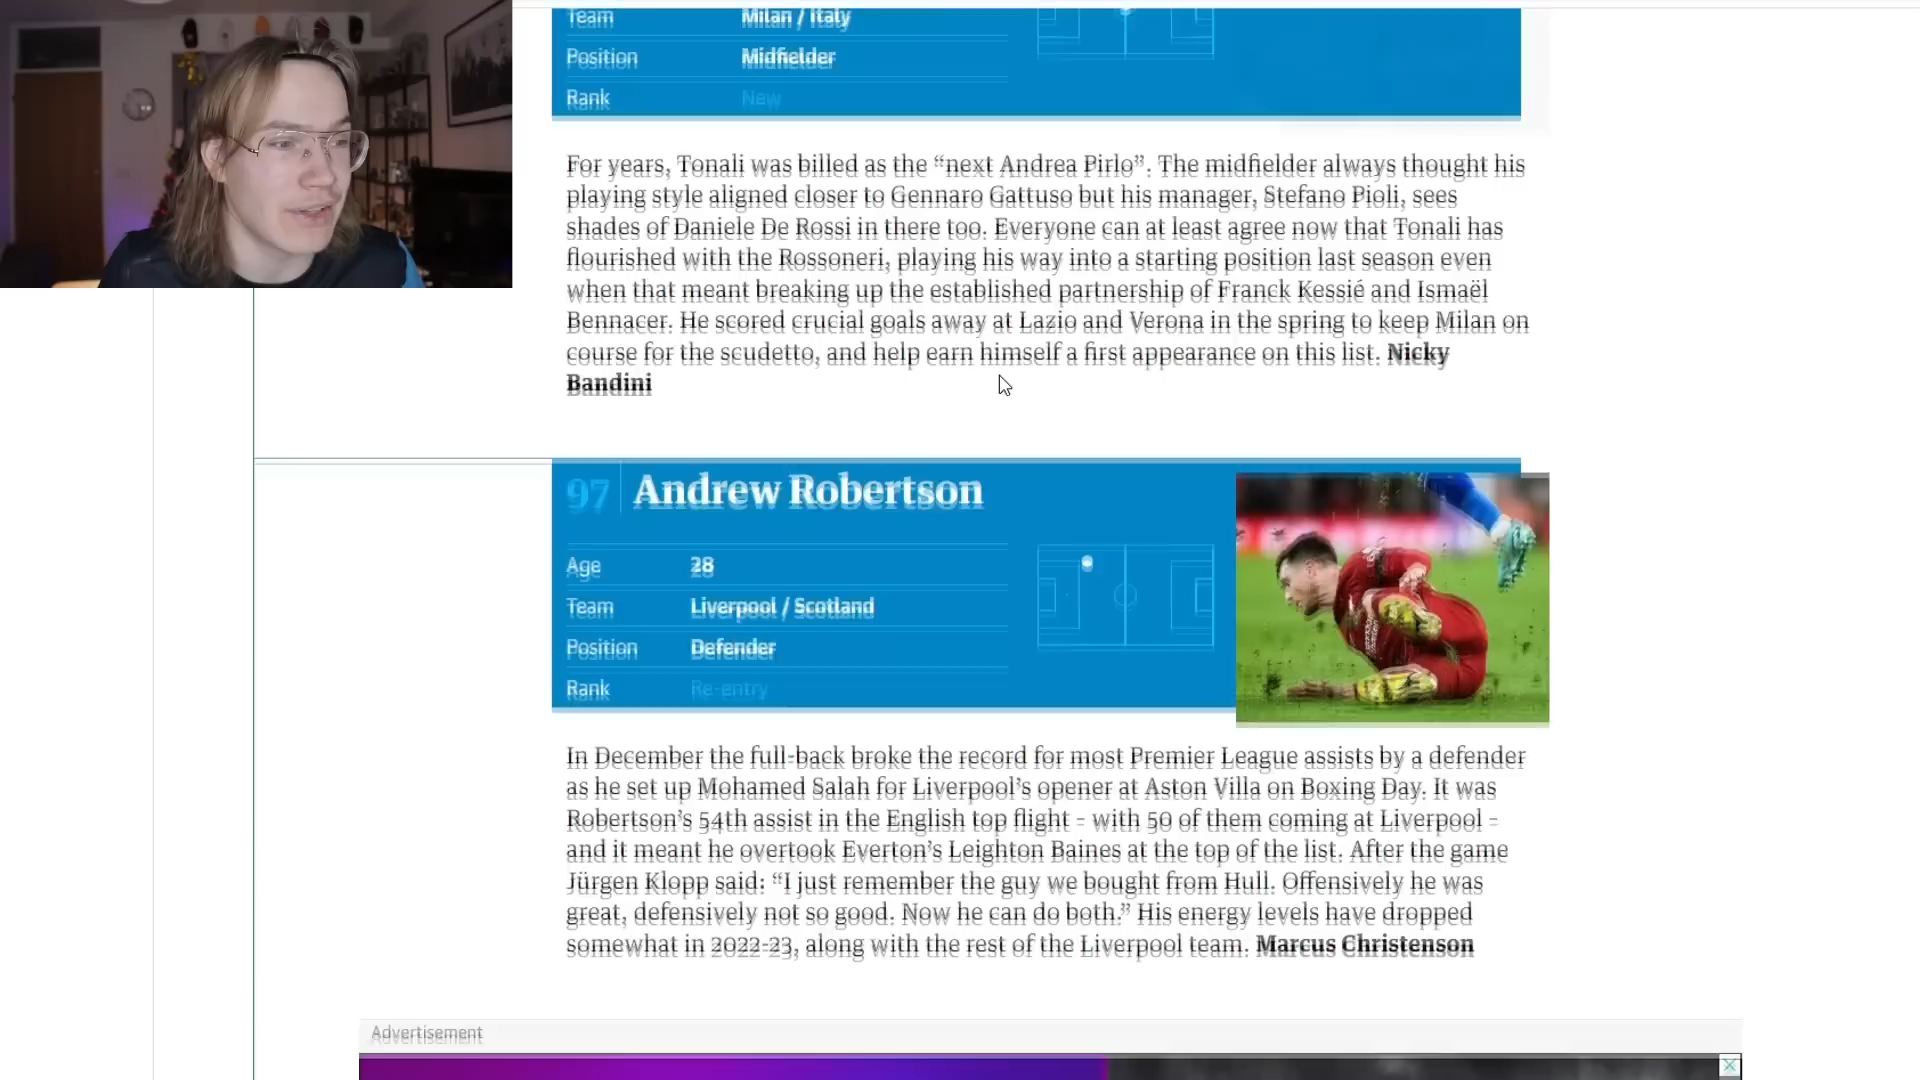 Team Milan / Italy
Position Midfielder
Rank New
For years, Tonali was billed as the “next Andrea Pirlo”. The midfielder always thought his
playing style aligned closer to Gennaro Gattuso but his manager, Stefano Pioli, sees
shades of Daniele De Rossi in there too. Everyone can at least agree now that Tonali has
flourished with the Rossoneri, playing his way into a starting position last season even
when that meant breaking up the established partnership of Franck Kessié and Ismaël
Bennacer. He scored crucial goals away at Lazio and Verona in the spring to keep Milan on
course for the scudetto, and help earn himself a first appearance on this list. Nicky
Bandini
97 Andrew Robertson
Age 28
Team Liverpool / Scotland
Position Defender
Rank Re-entry
In December the full-back broke the record for most Premier League assists by a defender
as he set up Mohamed Salah for Liverpool’s opener at Aston Villa on Boxing Day. It was
Robertson’s 54th assist in the English top flight - with 50 of them coming at Liverpool -
and it meant he overtook Everton’s Leighton Baines at the top of the list. After the game
Jürgen Klopp said: “I just remember the guy we bought from Hull. Offensively he was
great, defensively not so good. Now he can do both.” His energy levels have dropped
somewhat in 2022-23, along with the rest of the Liverpool team. Marcus Christenson
Advertisement